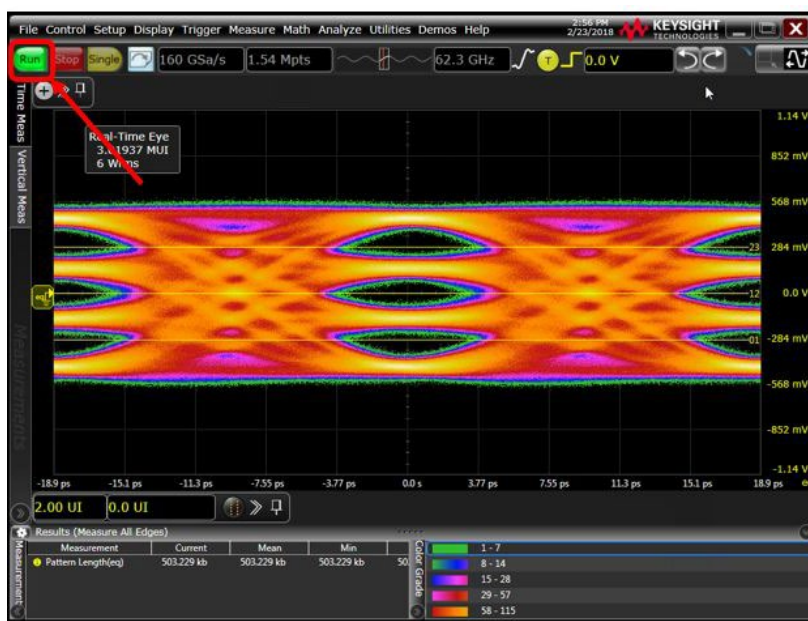 File Control Setup Display Trigger Measure Math Analyze Utilities Demos Help
2:56 PM
2/23/2018
KEYSIGHT
TECHNOLOGIES
Run Stop Single 160 GSa/s 1.54 Mpts 62.3 GHz T 0.0 V
Time Meas
Vertical Meas
Measurements
Real-Time Eye
MUI
6 Wfms
1.14 V
852 mV
568 mV
23 284 mV
12 0.0 V
01 -284 mV
-568 mV
-852 mV
-1.14 V
eq
-18.9 ps -15.1 ps -11.3 ps -7.55 ps -3.77 ps 0.0 s 3.77 ps 7.55 ps 11.3 ps 15.1 ps 18.9 ps
2.00 UI 0.0 UI
Results (Measure All Edges)
Measurement Current Mean Min
Pattern Length(eq) 503.229 kb 503.229 kb 503.229 kb 50
Measurement
Color Grade
1 - 7
8 - 14
15 - 28
29 - 57
58 - 115